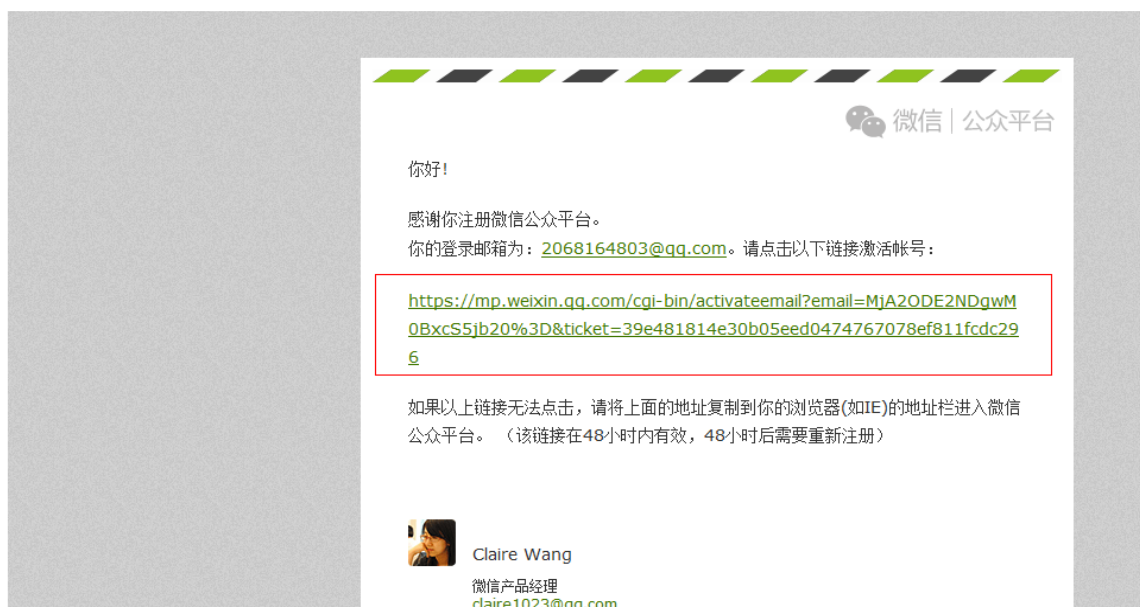 微信 | 公众平台
你好!
感谢你注册微信公众平台。
你的登录邮箱为：2068164803@qq.com。请点击以下链接激活帐号：
https://mp.weixin.qq.com/cgi-bin/activateemail?email=MjA2ODE2NDgwM
0BxcS5jb20%3D&ticket=39e481814e30b05eed0474767078ef811fcdc29
6
如果以上链接无法点击，请将上面的地址复制到你的浏览器(如IE)的地址栏进入微信
公众平台。 （该链接在48小时内有效，48小时后需要重新注册）
Claire Wang
微信产品经理
claire1023@qq.com